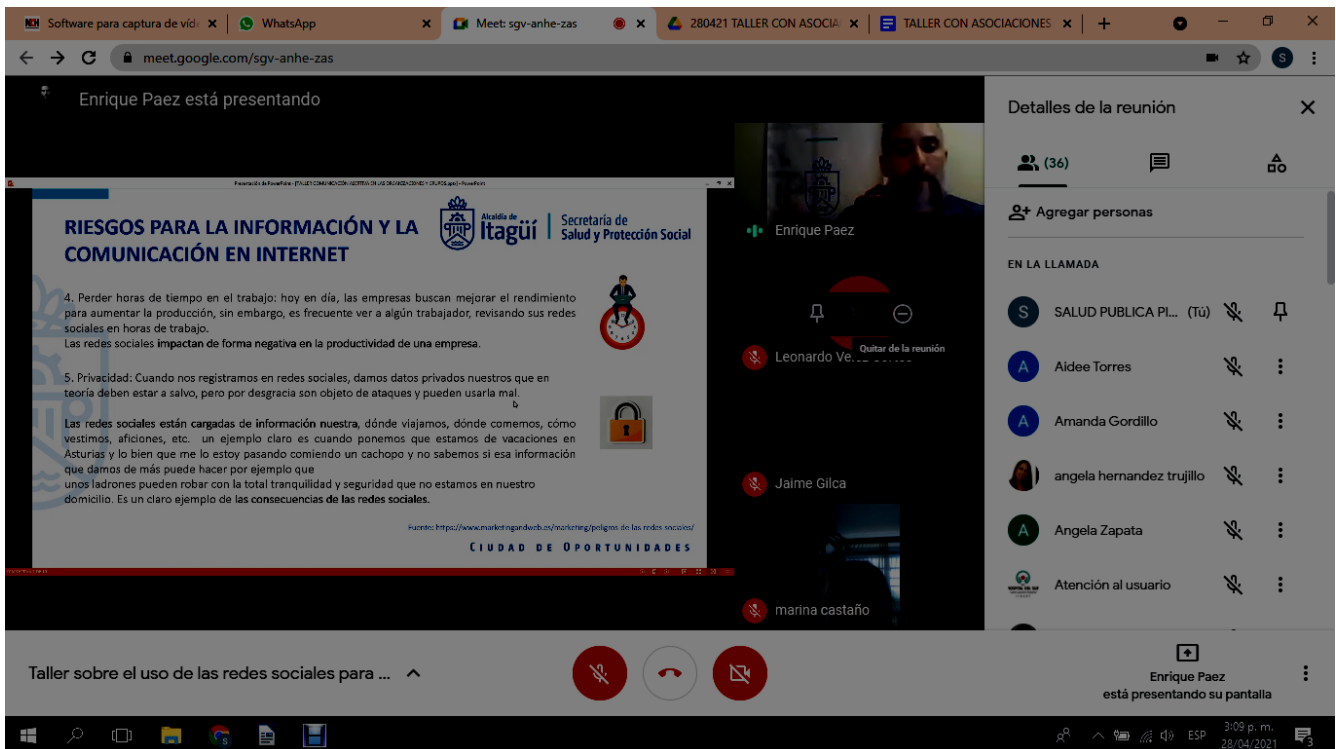 Software para captura de víd
WhatsApp
Meet: sgv-anhe-zas
280421 TALLER CON ASOCIA
TALLER CON ASOCIACIONES
meet.google.com/sgv-anhe-zas
S
Enrique Paez está presentando
RIESGOS PARA LA INFORMACIÓN Y LA
COMUNICACIÓN EN INTERNET
Alcaldía de
Itagüí
Secretaría de
Salud y Protección Social
4. Perder horas de tiempo en el trabajo: hoy en día, las empresas buscan mejorar el rendimiento
para aumentar la producción, sin embargo, es frecuente ver a algún trabajador, revisando sus redes
sociales en horas de trabajo.
Las redes sociales impactan de forma negativa en la productividad de una empresa.
5. Privacidad: Cuando nos registramos en redes sociales, damos datos privados nuestros que en
teoría deben estar a salvo, pero por desgracia son objeto de ataques y pueden usarla mal.
Las redes sociales están cargadas de información nuestra, dónde viajamos, dónde comemos, cómo
vestimos, aficiones, etc. un ejemplo claro es cuando ponemos que estamos de vacaciones en
Asturias y lo bien que me lo estoy pasando comiendo un cachopo y no sabemos si esa información
que damos de más puede hacer por ejemplo que
unos ladrones pueden robar con la total tranquilidad y seguridad que no estamos en nuestro
domicilio. Es un claro ejemplo de las consecuencias de las redes sociales.
Fuente: https://www.marketingandweb.es/marketing/peligros-de-las-redes-sociales/
CIUDAD DE OPORTUNIDADES
Enrique Paez
Quitar de la reunión
Leonardo
Jaime Gilca
marina castaño
Detalles de la reunión
(36)
Agregar personas
EN LA LLAMADA
S
SALUD PUBLICA PI... (Tú)
A
Aidee Torres
A
Amanda Gordillo
angela hernandez trujillo
A
Angela Zapata
Atención al usuario
Taller sobre el uso de las redes sociales para ...
Enrique Paez
está presentando su pantalla
ESP
3:09 p. m.
28/04/2021
3